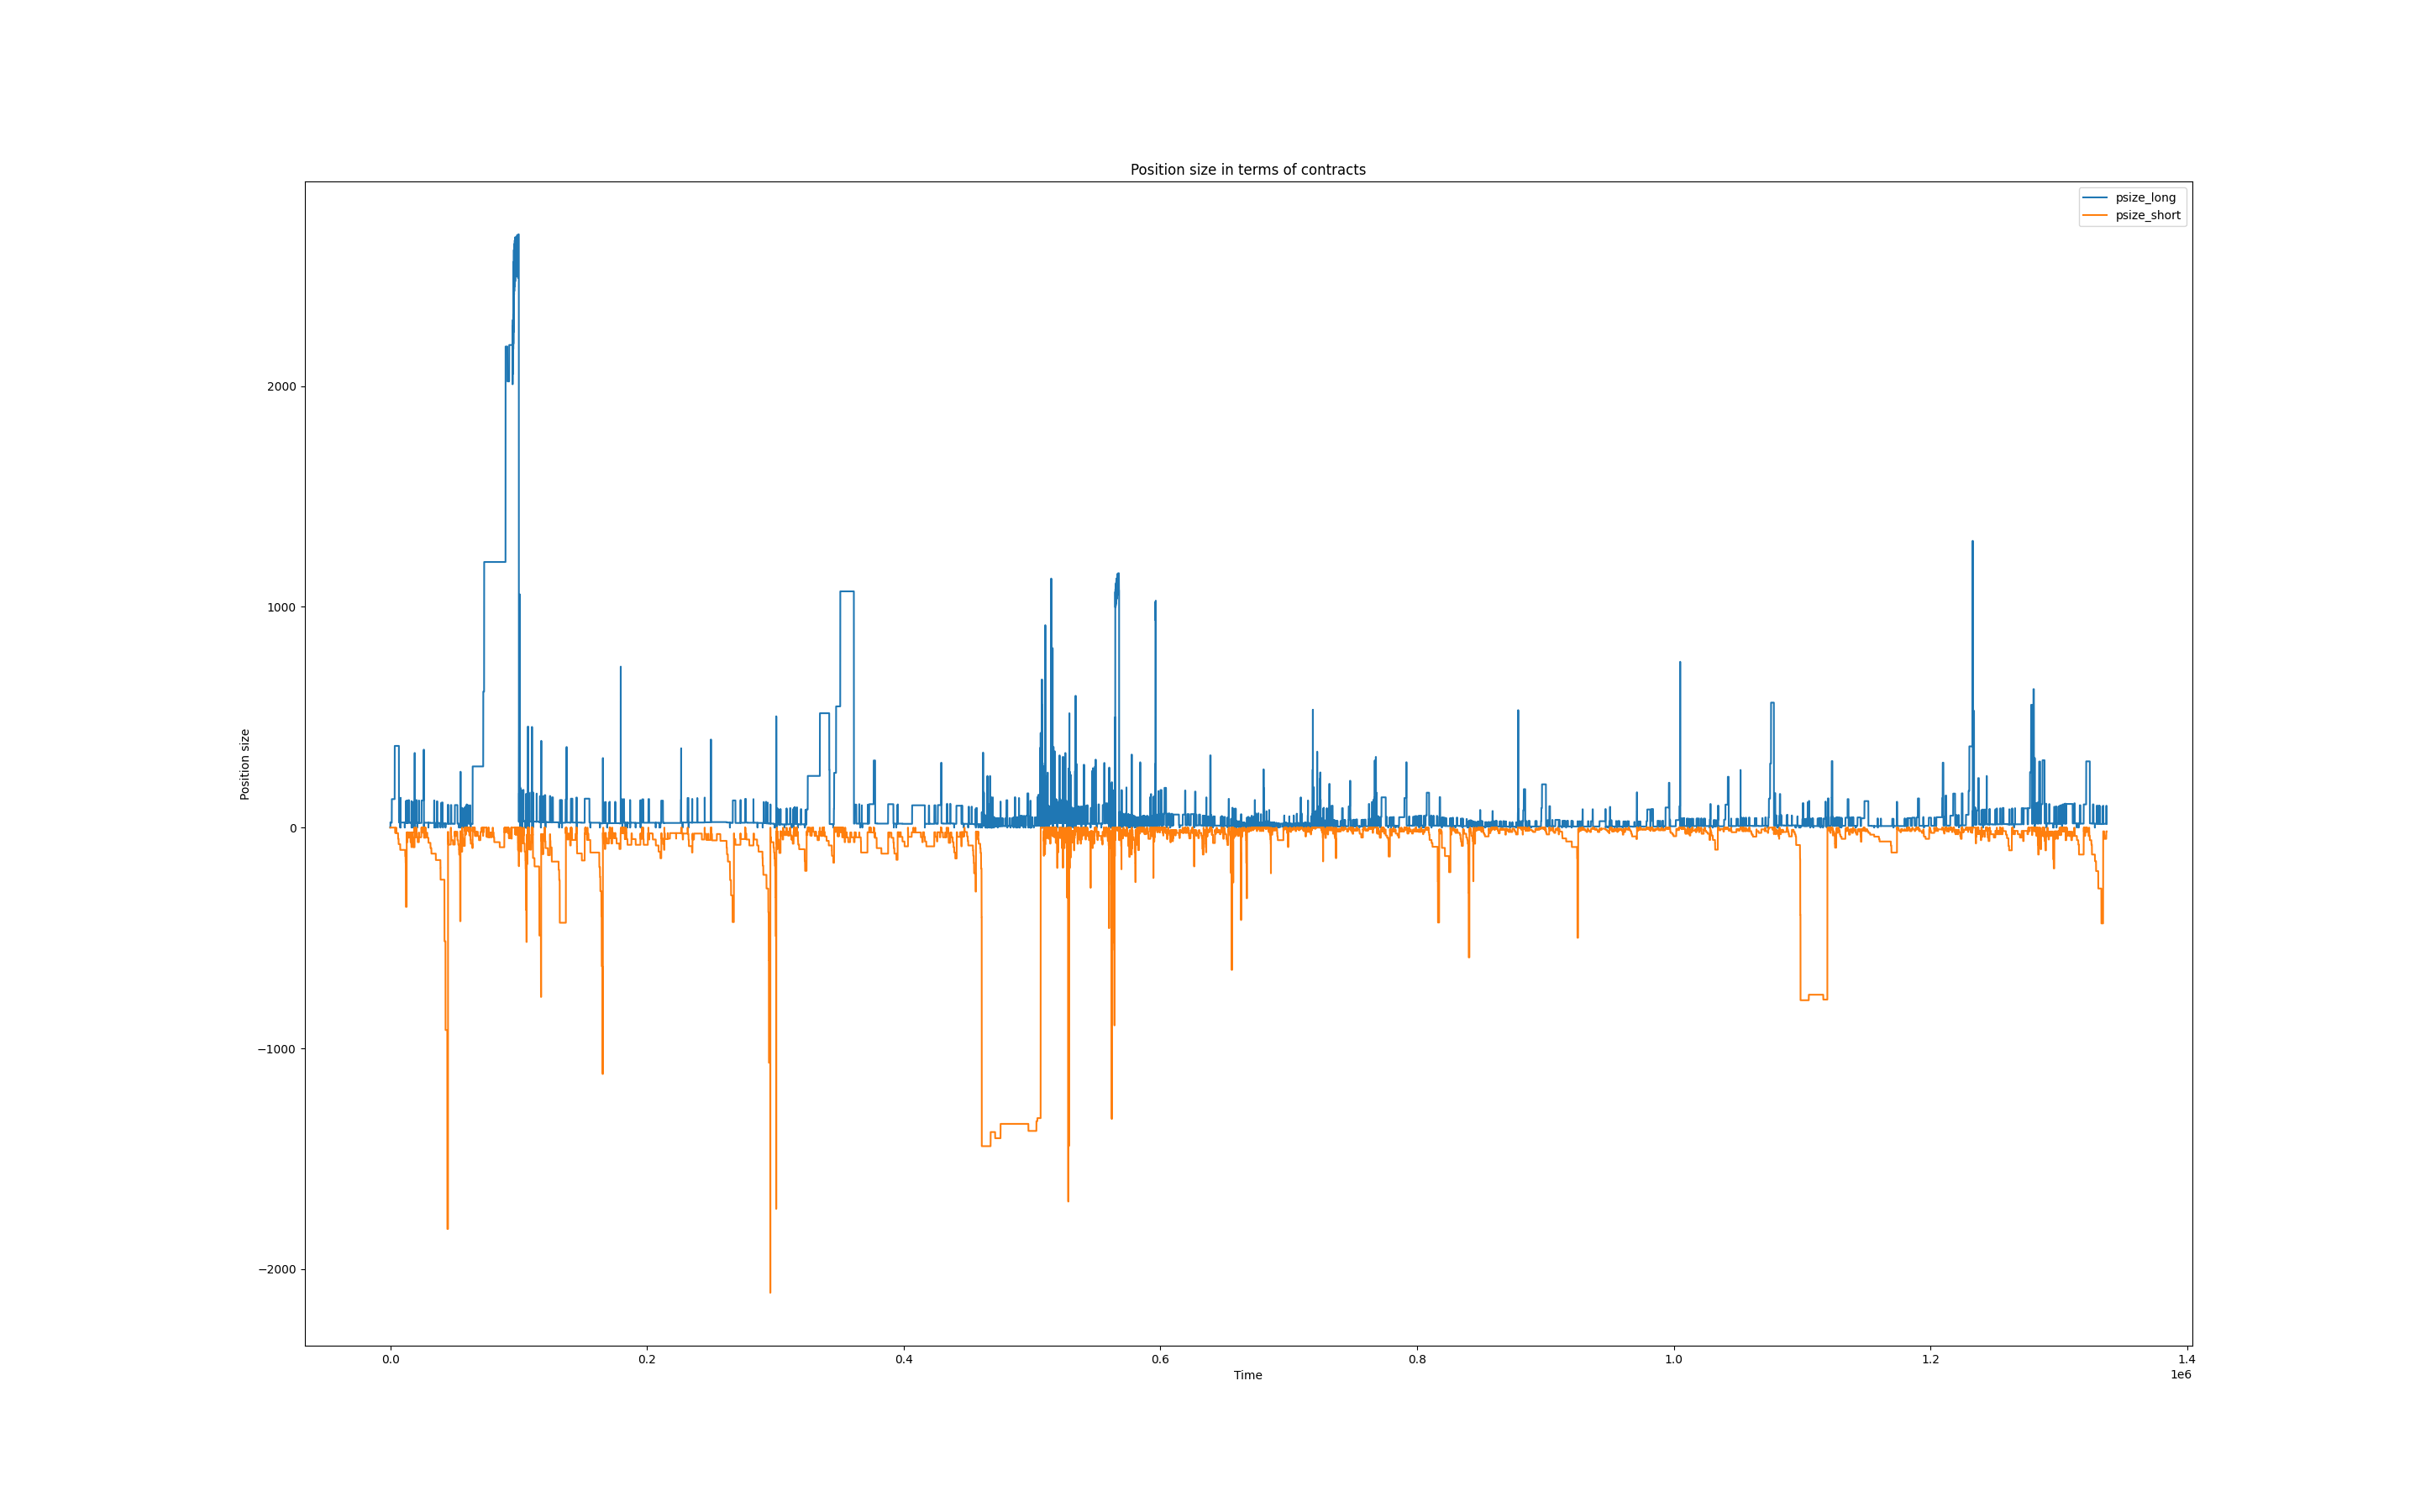 Position size in terms of contracts
psize_long
psize_short
Position size
2000
1000
0
−1000
−2000
0.0
0.2
0.4
0.6
0.8
1.0
1.2
1.4
1e6
Time